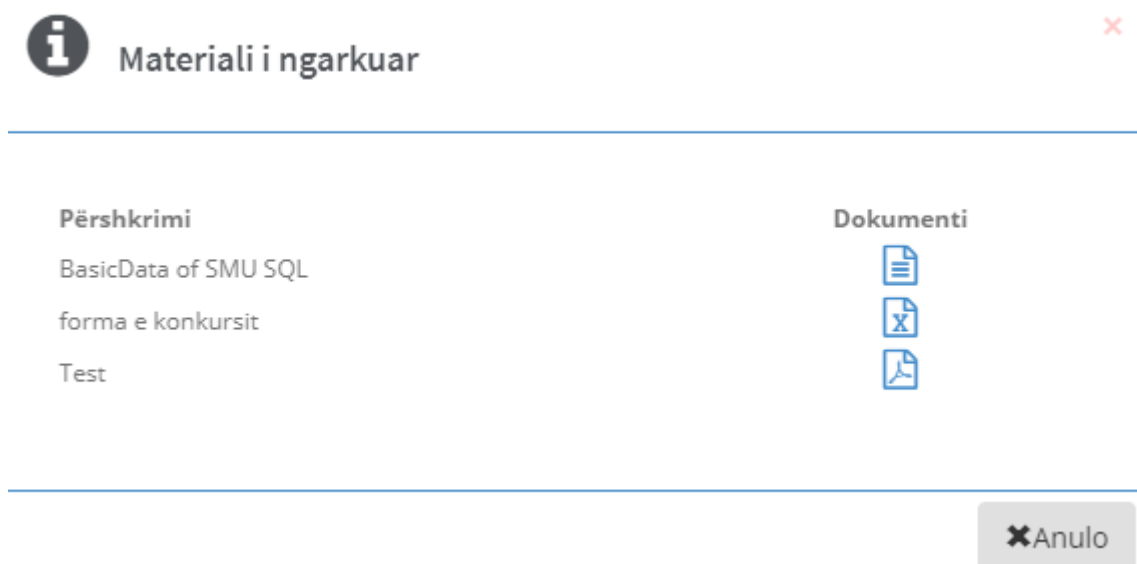 Materiali i ngarkuar
Përshkrimi Dokumenti
BasicData of SMU SQL
forma e konkursit
Test
Anulo